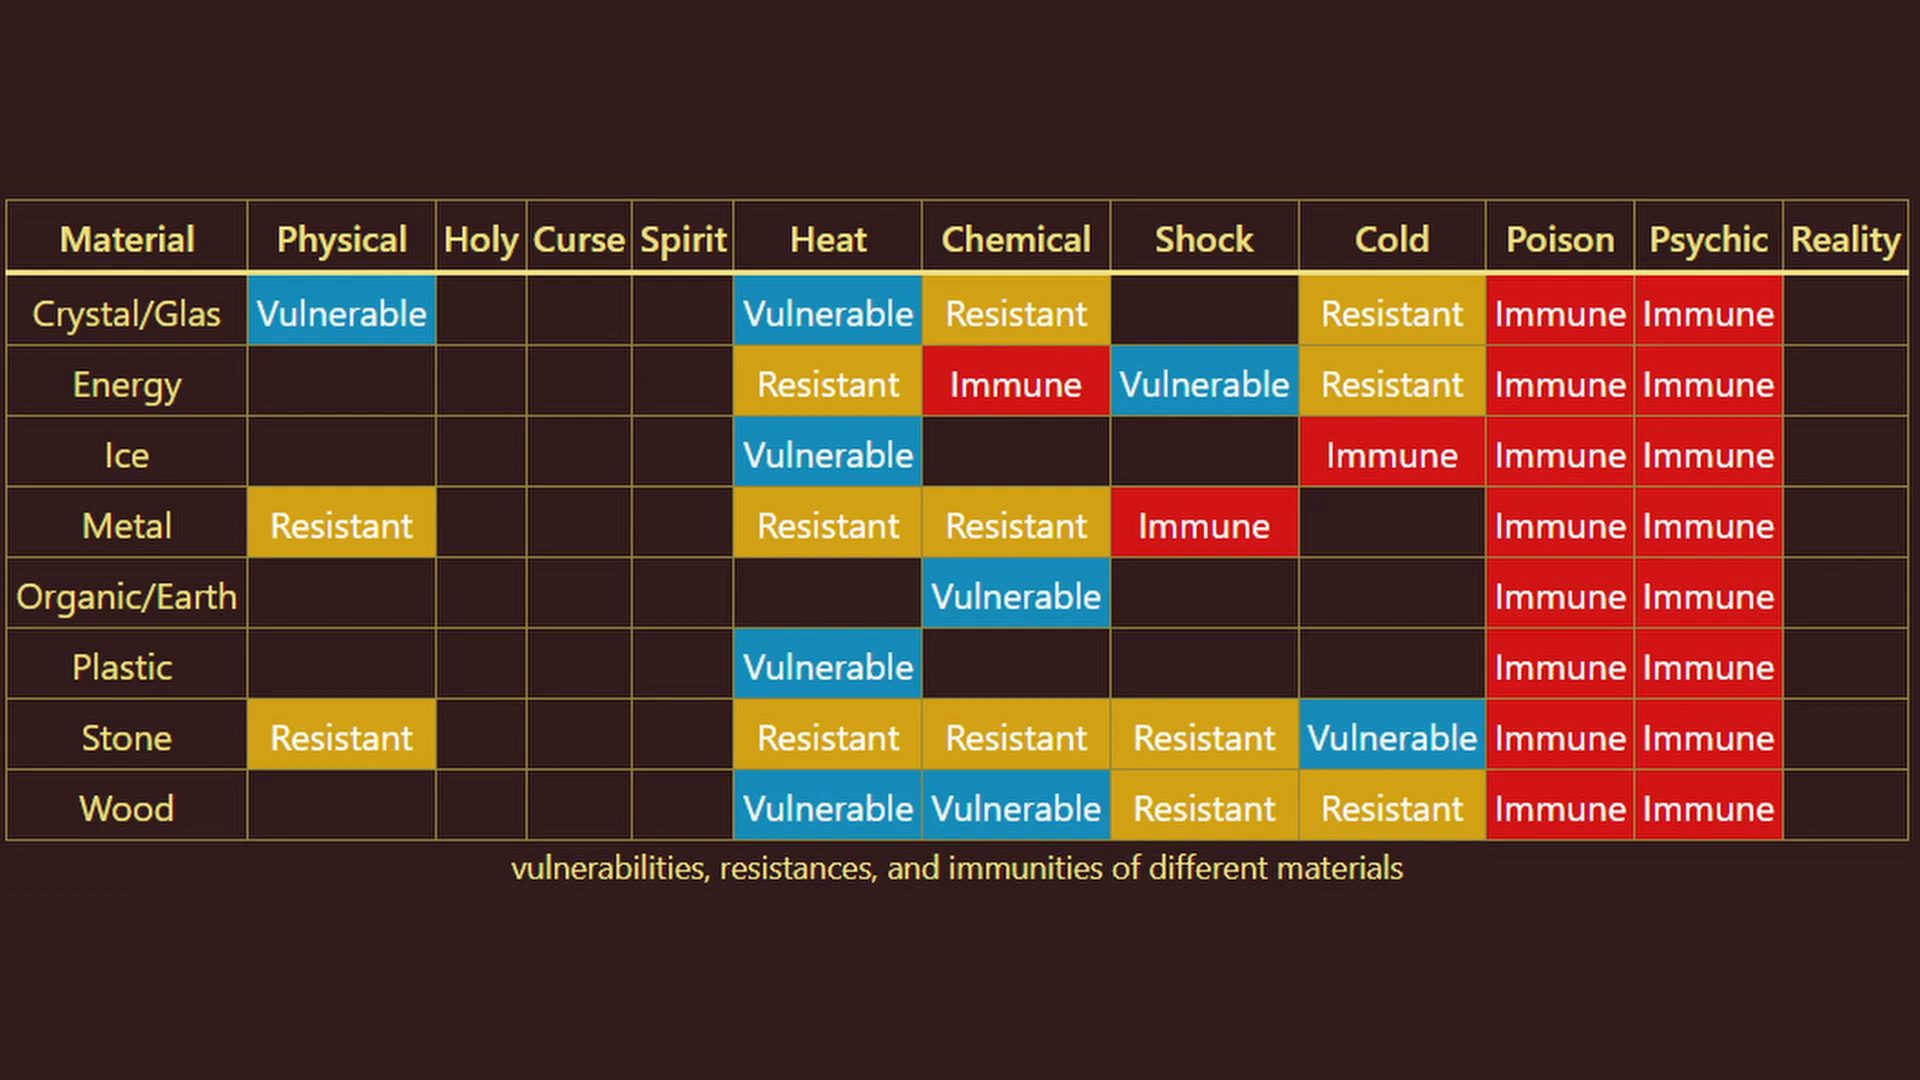 Material Physical Holy Curse Spirit Heat Chemical Shock Cold Poison Psychic Reality
Crystal/Glas Vulnerable Vulnerable Resistant Resistant Immune Immune
Energy Resistant Immune Vulnerable Resistant Immune Immune
Ice Vulnerable Immune Immune Immune
Metal Resistant Resistant Resistant Immune Immune Immune
Organic/Earth Vulnerable Immune Immune
Plastic Vulnerable Immune Immune
Stone Resistant Resistant Resistant Resistant Vulnerable Immune Immune
Wood Vulnerable Vulnerable Resistant Resistant Immune Immune
vulnerabilities, resistances, and immunities of different materials